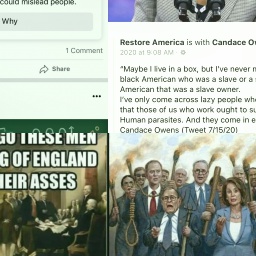 could mislead people.
Why
1 Comment
Share
Restore America is with Candace Ow
2020 at 9:08 AM
"Maybe I live in a box, but I've never m
black American who was a slave or a s
American that was a slave owner.
I've only come across lazy people who
that those of us who work ought to su
Human parasites. And they come in e
Candace Owens (Tweet 7/15/20)
GO THESE MEN
G OF ENGLAND
HEIR ASSES